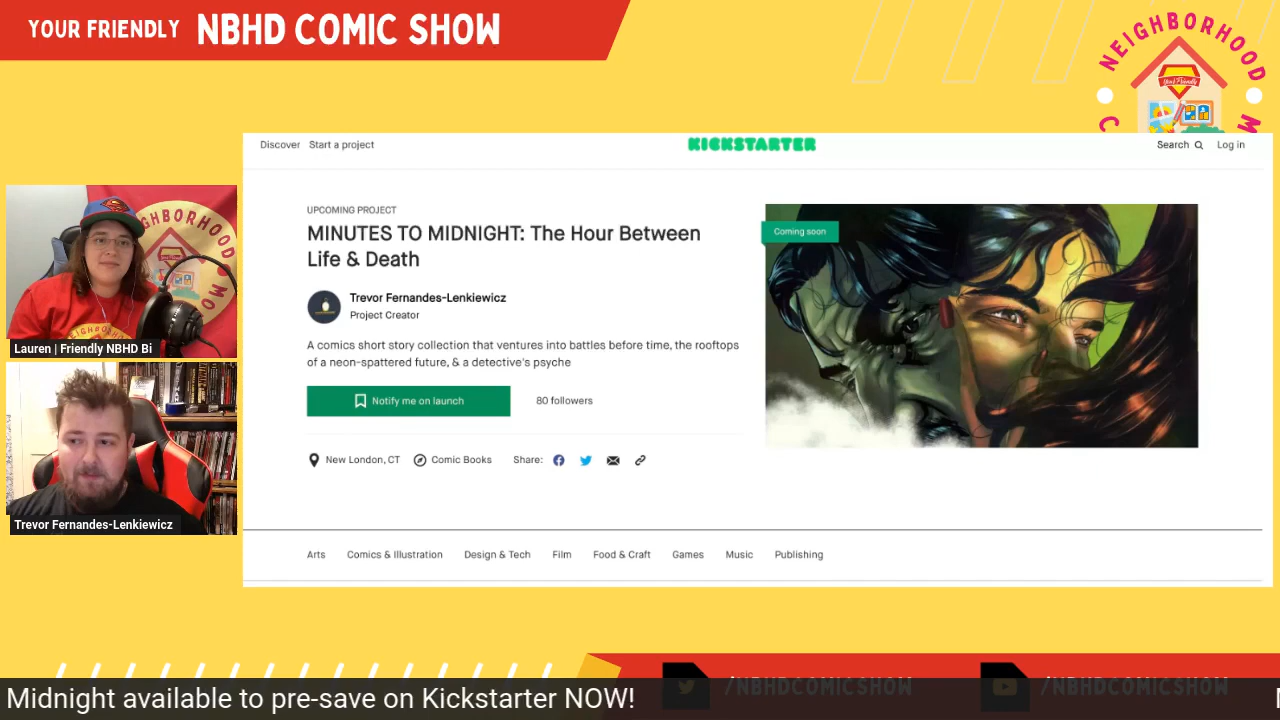 YOUR FRIENDLY NBHD COMIC SHOW
NEIGHBORHOOD
Your Friendly
C
M
Discover Start a project
KICKSTARTER
Search Log in
UPCOMING PROJECT
MINUTES TO MIDNIGHT: The Hour Between
Life & Death
Coming soon
Trevor Fernandes-Lenkiewicz
Project Creator
A comics short story collection that ventures into battles before time, the rooftops
of a neon-spattered future, & a detective's psyche
Notify me on launch
80 followers
New London, CT Comic Books Share:
Arts Comics & Illustration Design & Tech Film Food & Craft Games Music Publishing
GHBORHOOD
MO
Lauren | Friendly NBHD Bi
Trevor Fernandes-Lenkiewicz
/NBHDCOMICSHOW
/NBHDCOMICSHOW
Midnight available to pre-save on Kickstarter NOW!